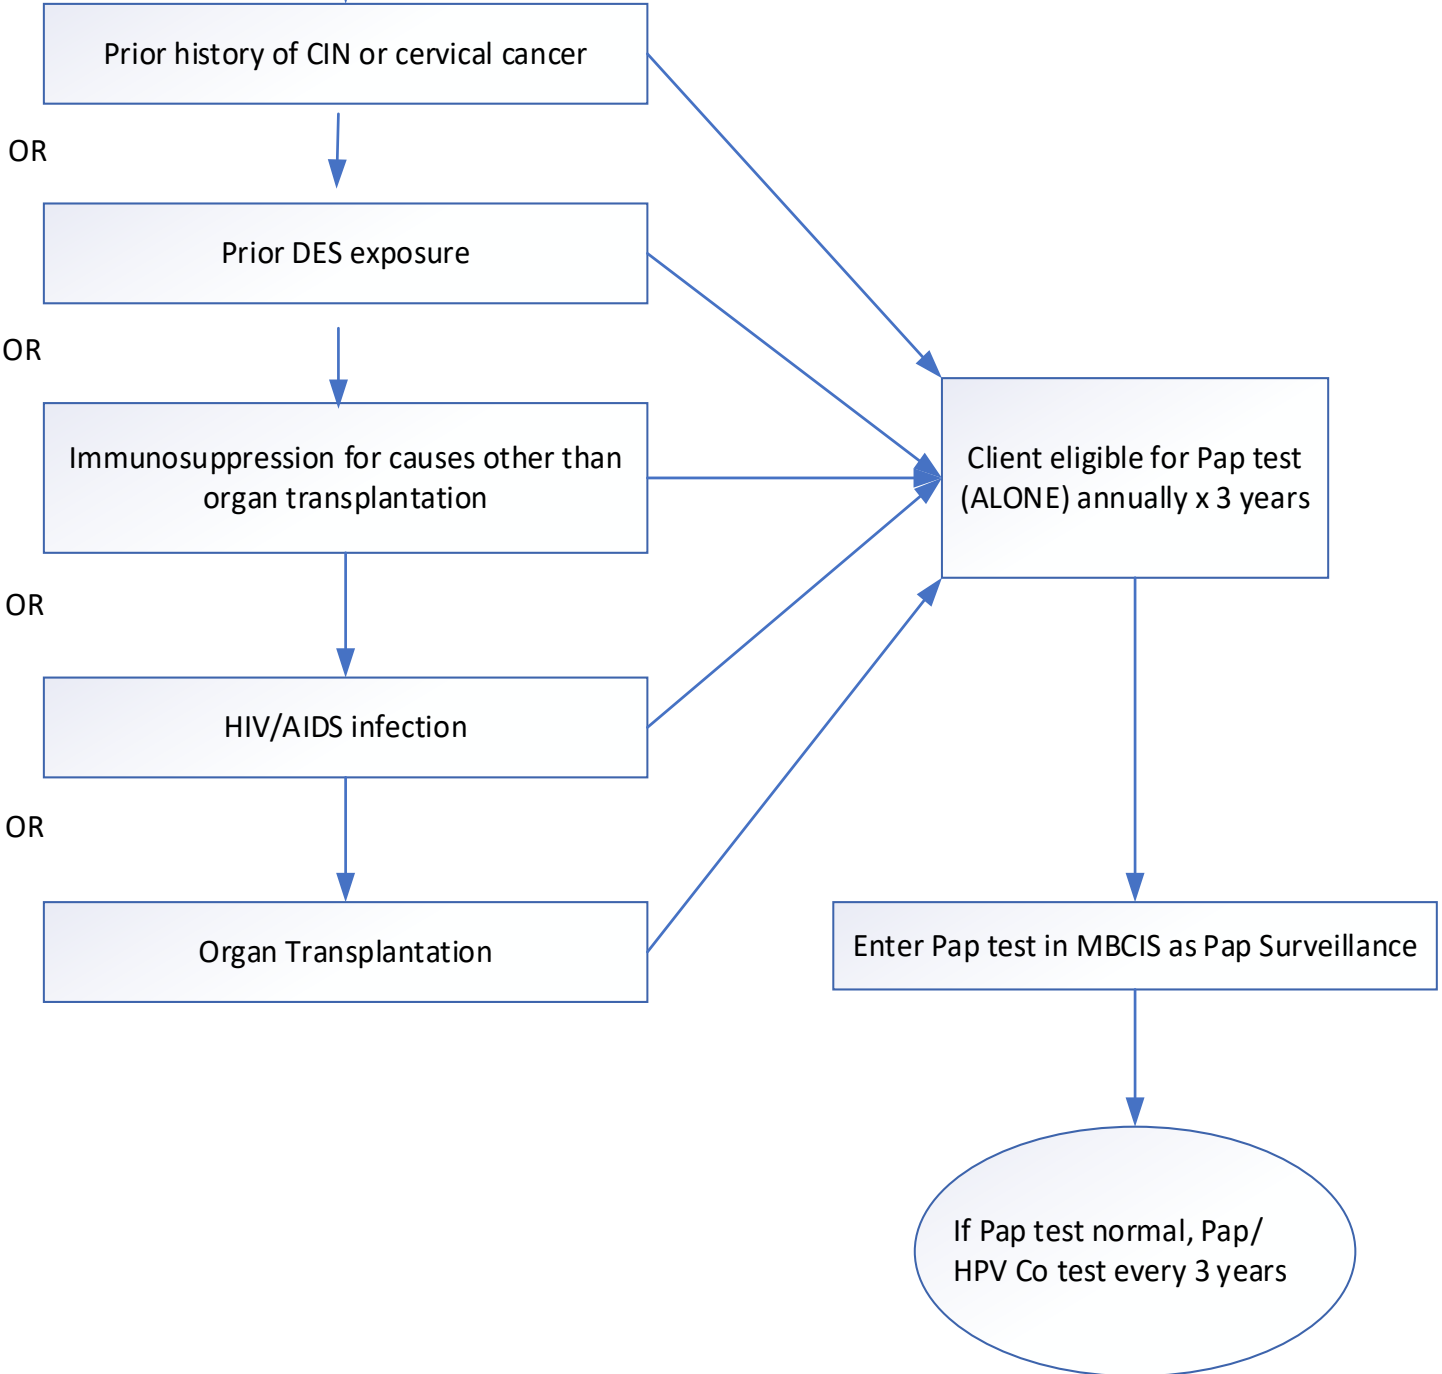 Prior history of CIN or cervical cancer
OR
Prior DES exposure
OR
Immunosuppression for causes other than
organ transplantation
OR
HIV/AIDS infection
OR
Organ Transplantation
Client eligible for Pap test
(ALONE) annually x 3 years
Enter Pap test in MBCIS as Pap Surveillance
If Pap test normal, Pap/
HPV Co test every 3 years